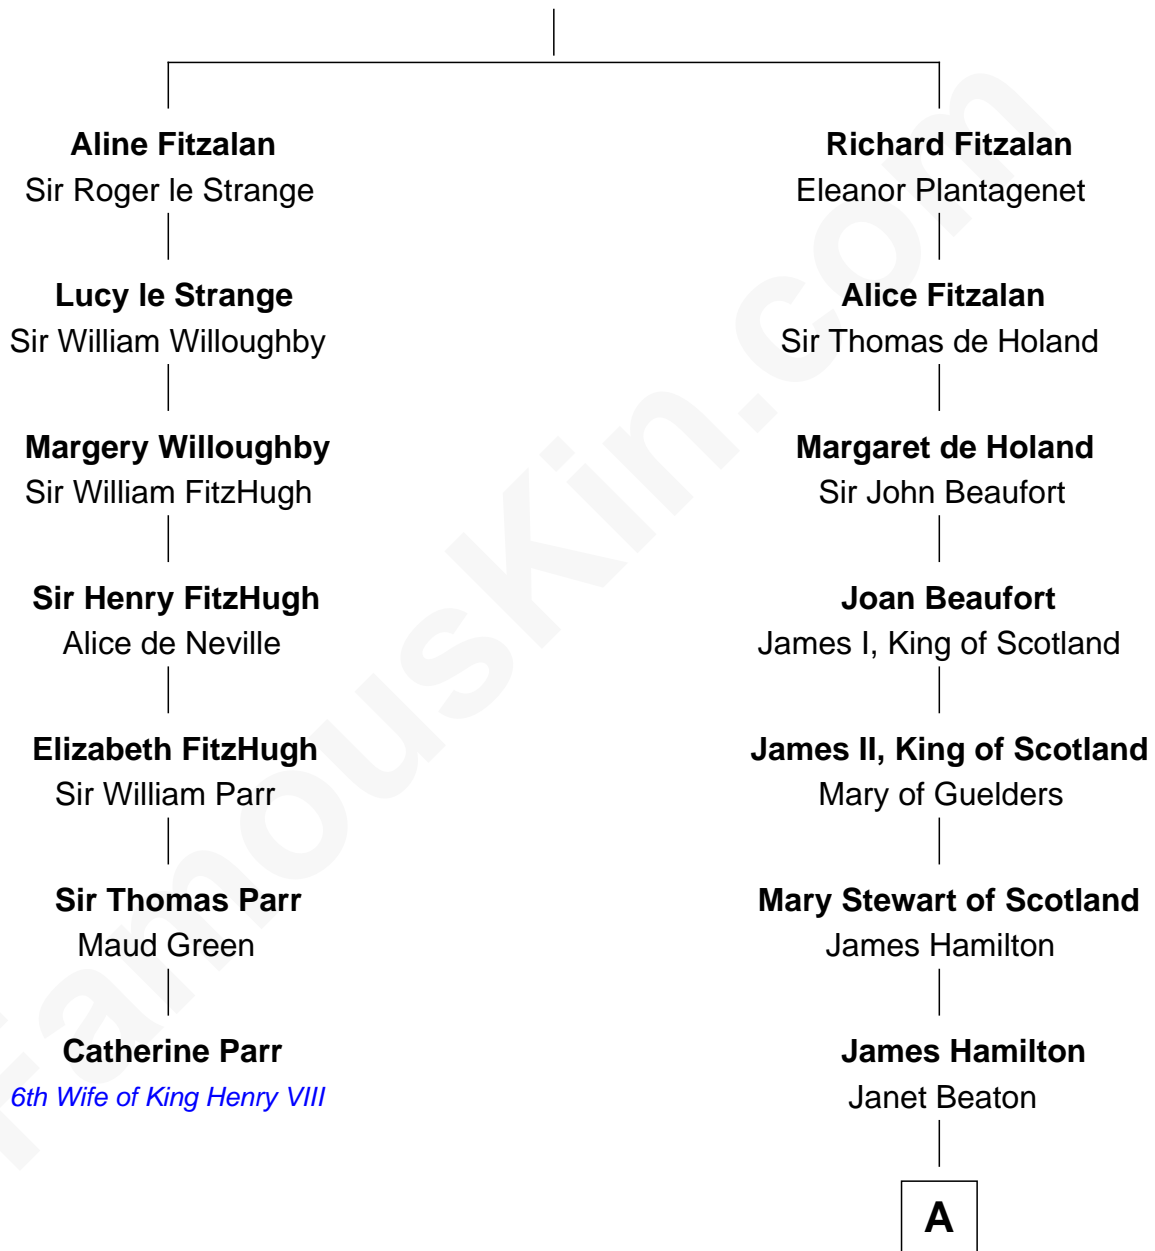 Aline Fitzalan
Sir Roger le Strange
Lucy le Strange
Sir William Willoughby
Margery Willoughby
Sir William FitzHugh
Sir Henry FitzHugh
Alice de Neville
Elizabeth FitzHugh
Sir William Parr
Sir Thomas Parr
Maud Green
Catherine Parr
6th Wife of King Henry VIII
Richard Fitzalan
Eleanor Plantagenet
Alice Fitzalan
Sir Thomas de Holand
Margaret de Holand
Sir John Beaufort
Joan Beaufort
James I, King of Scotland
James II, King of Scotland
Mary of Guelders
Mary Stewart of Scotland
James Hamilton
James Hamilton
Janet Beaton
A
FamousKin.com